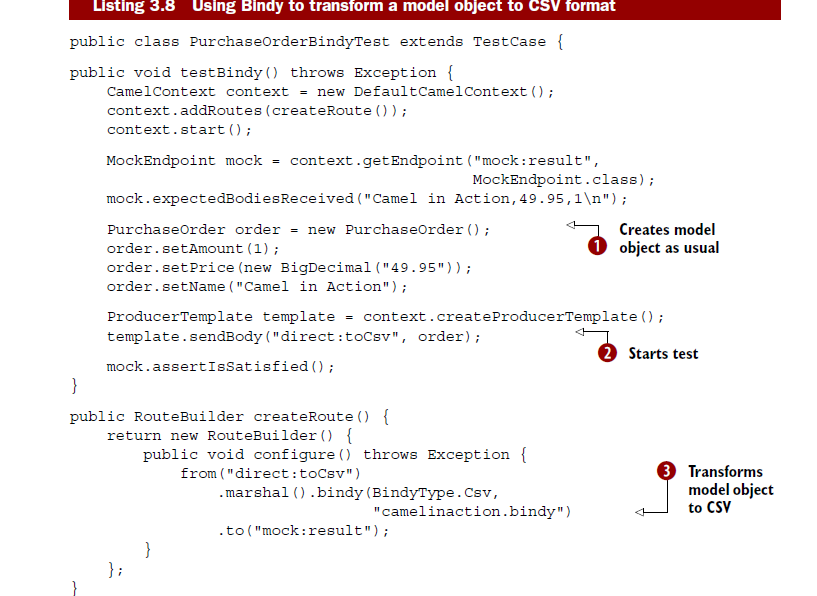 Listing 3.8 Using Bindy to transform a model object to CSV format
public class PurchaseOrderBindyTest extends TestCase {
public void testBindy() throws Exception {
CamelContext context = new DefaultCamelContext();
context.addRoutes(createRoute());
context.start();
MockEndpoint mock = context.getEndpoint("mock:result",
MockEndpoint.class);
mock.expectedBodiesReceived("Camel in Action,49.95,1\n");
PurchaseOrder order = new PurchaseOrder();
order.setAmount(1);
order.setPrice(new BigDecimal("49.95"));
order.setName("Camel in Action");
1 Creates model
object as usual
ProducerTemplate template = context.createProducerTemplate();
template.sendBody("direct:toCsv", order);
2 Starts test
mock.assertIsSatisfied();
}
public RouteBuilder createRoute() {
return new RouteBuilder() {
public void configure() throws Exception {
from("direct:toCsv")
.marshal().bindy(BindyType.Csv,
"camelinaction.bindy")
.to("mock:result");
3 Transforms
model object
to CSV
}
};
}